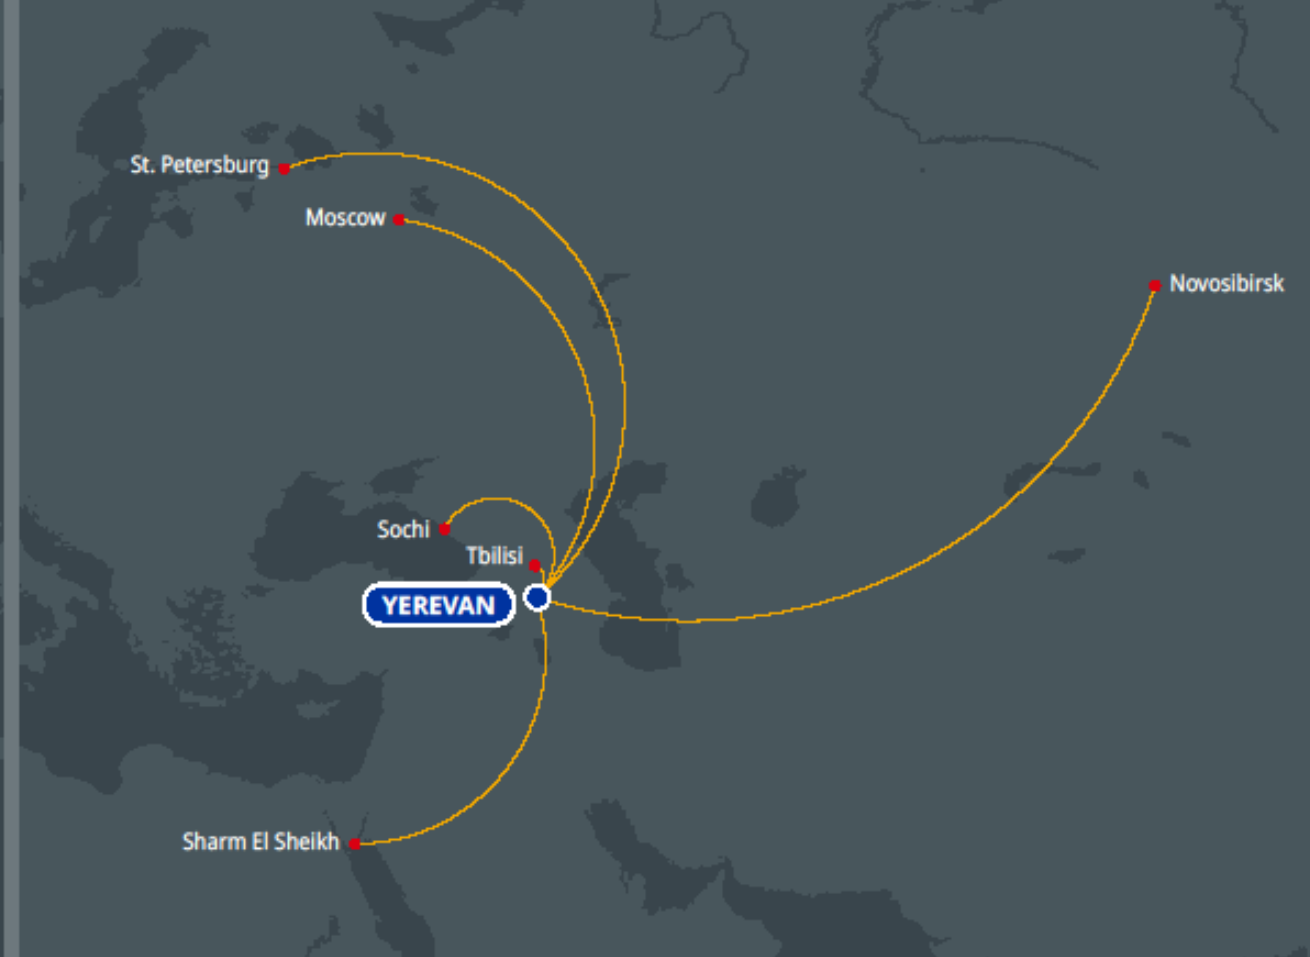 St. Petersburg
Moscow
Novosibirsk
Sochi
Tbilisi
YEREVAN
Sharm El Sheikh